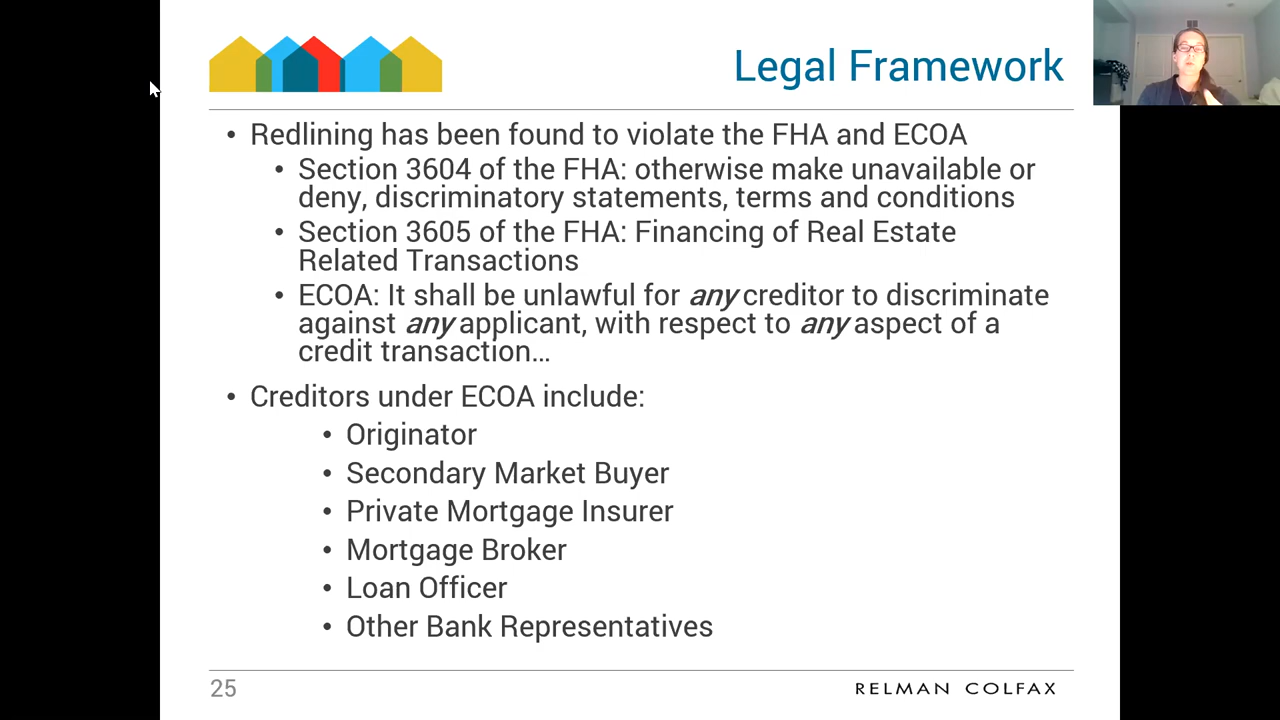 Legal Framework
• Redlining has been found to violate the FHA and ECOA
• Section 3604 of the FHA: otherwise make unavailable or
deny, discriminatory statements, terms and conditions
• Section 3605 of the FHA: Financing of Real Estate
Related Transactions
• ECOA: It shall be unlawful for any creditor to discriminate
against any applicant, with respect to any aspect of a
credit transaction...
• Creditors under ECOA include:
• Originator
• Secondary Market Buyer
• Private Mortgage Insurer
• Mortgage Broker
• Loan Officer
• Other Bank Representatives
25
RELMAN COLFAX